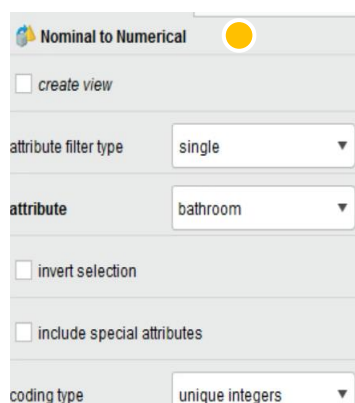 Nominal to Numerical
create view
attribute filter type single
attribute bathroom
invert selection
include special attributes
coding type unique integers